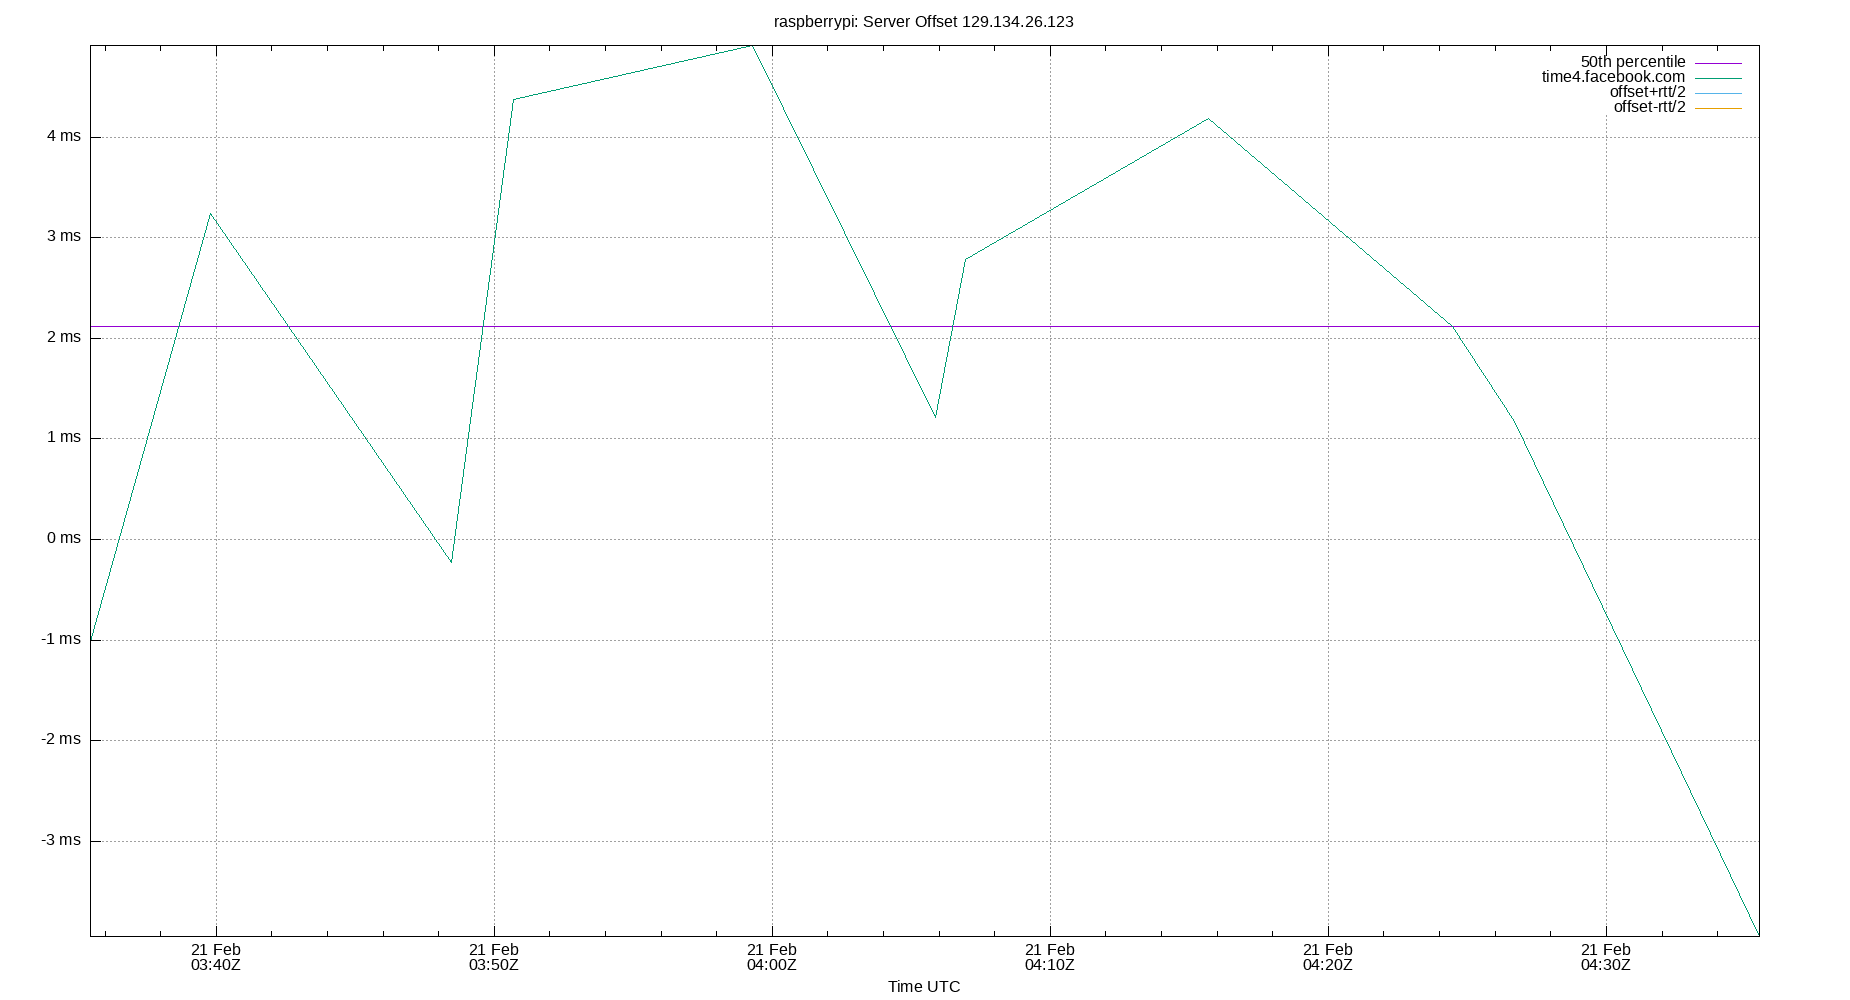 raspberrypi: Server Offset 129.134.26.123
50th percentile
time4.facebook.com
offset+rtt/2
offset-rtt/2
4 ms
3 ms
2 ms
1 ms
0 ms
-1 ms
-2 ms
-3 ms
21 Feb 21 Feb 21 Feb 21 Feb 21 Feb 21 Feb
03:40Z 03:50Z 04:00Z 04:10Z 04:20Z 04:30Z
Time UTC